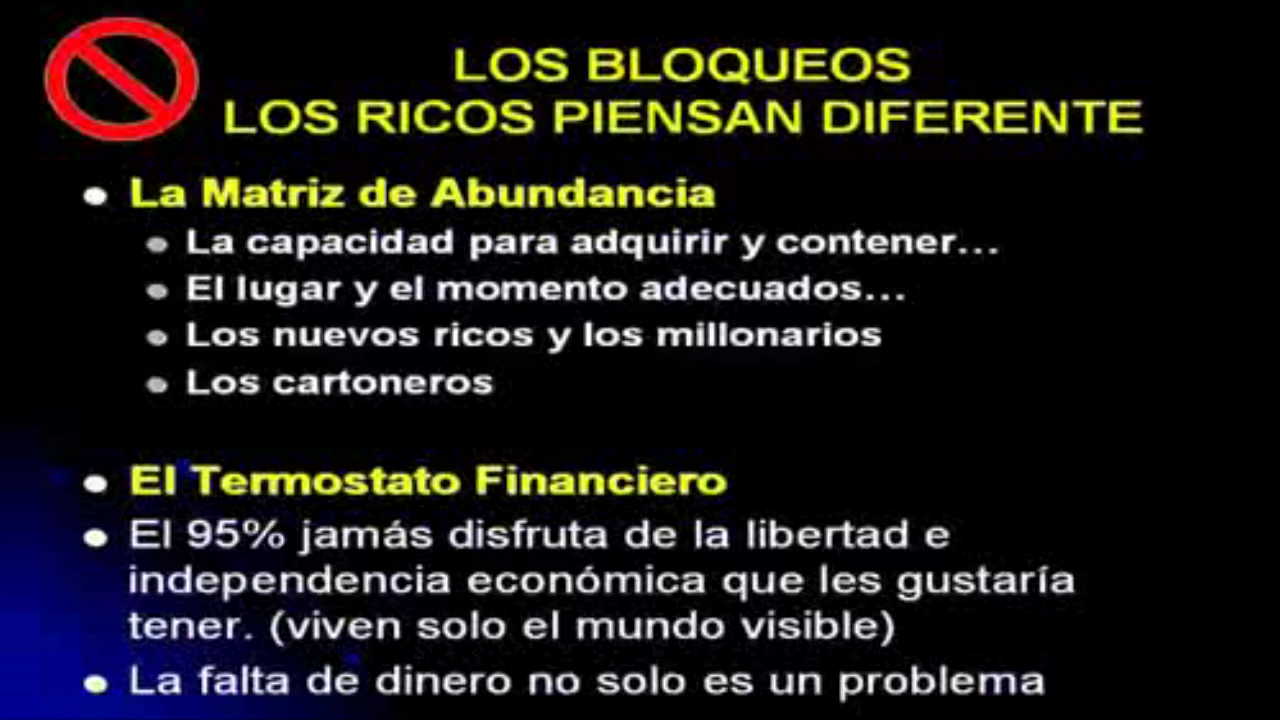 LOS BLOQUEOS
LOS RICOS PIENSAN DIFERENTE
La Matriz de Abundancia
La capacidad para adquirir y contener...
El lugar y el momento adecuados...
Los nuevos ricos y los millonarios
Los cartoneros
El Termostato Financiero
El 95% jamás disfruta de la libertad e
independencia económica que les gustaría
tener. (viven solo el mundo visible)
La falta de dinero no solo es un problema